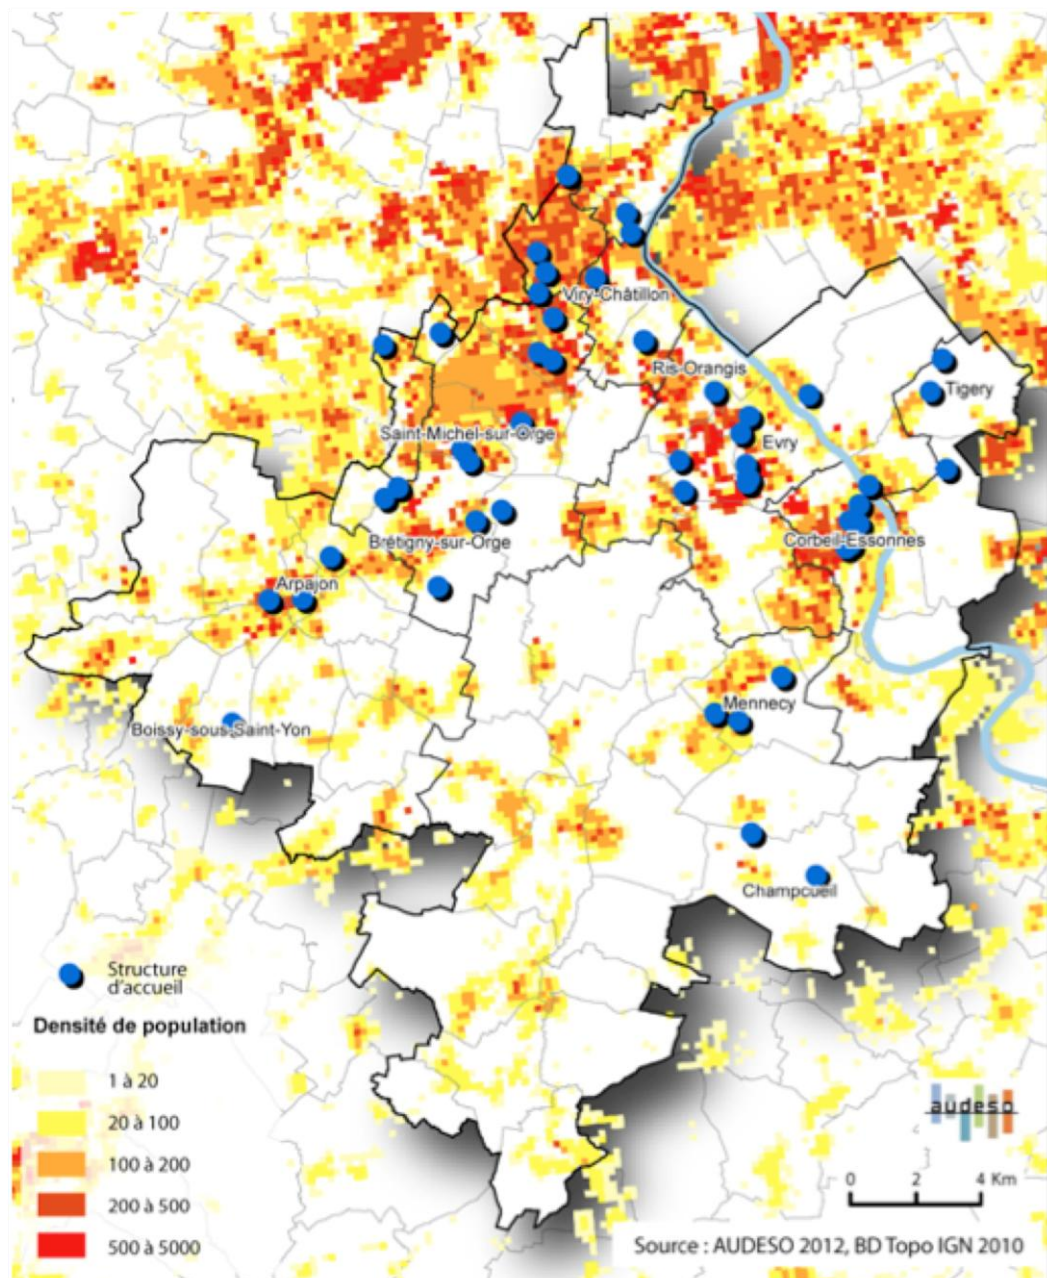 Viry-Châtillon
Ris-Orangis
Tigery
Saint-Michel-sur-Orge
Evry
Brétigny-sur-Orge
Corbeil-Essonnes
Arpajon
Mennecy
Boissy-sous-Saint-Yon
Champcueil
Structure
d'accueil
Densité de population
1 à 20
20 à 100
100 à 200
200 à 500
500 à 5000
audeso
0 2 4 Km
Source : AUDESO 2012, BD Topo IGN 2010